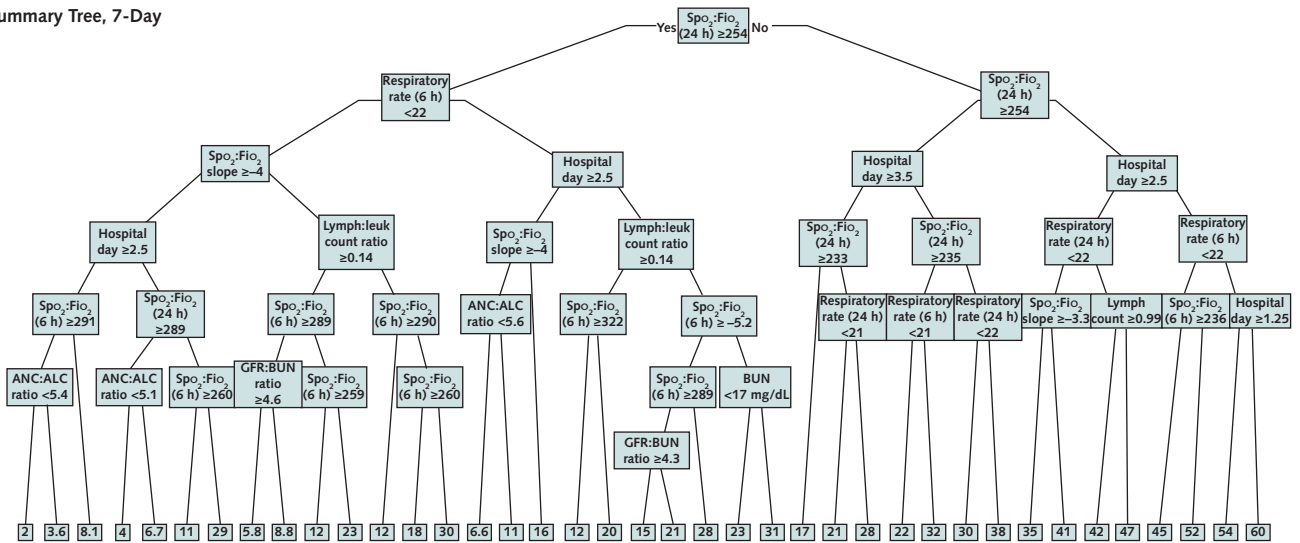 ummary Tree, 7-Day
Spo₂:Fio₂
Yes (24 h) ≥254 No
Respiratory
rate (6 h)
<22
Spo₂:Fio₂
(24 h)
≥254
Spo₂:Fio₂
slope ≥–4
Hospital
day ≥2.5
Hospital
day ≥3.5
Hospital
day ≥2.5
Hospital
day ≥2.5
Lymph:leuk
count ratio
≥0.14
Spo₂:Fio₂
slope ≥–4
Lymph:leuk
count ratio
≥0.14
Spo₂:Fio₂
(24 h)
≥233
Spo₂:Fio₂
(24 h)
≥235
Respiratory
rate (24 h)
<22
Respiratory
rate (6 h)
<22
Spo₂:Fio₂
(6 h) ≥291
Spo₂:Fio₂
(24 h)
≥289
Spo₂:Fio₂
(6 h) ≥289
Spo₂:Fio₂
(6 h) ≥290
ANC:ALC
ratio <5.6
Spo₂:Fio₂
(6 h) ≥322
Spo₂:Fio₂
(6 h) ≥ –5.2
Respiratory
rate (24 h)
<21
Respiratory
rate (6 h)
<21
Respiratory
rate (24 h)
<22
Spo₂:Fio₂
slope ≥–3.3
Lymph
count ≥0.99
Spo₂:Fio₂
(6 h) ≥236
Hospital
day ≥1.25
ANC:ALC
ratio <5.4
ANC:ALC
ratio <5.1
Spo₂:Fio₂
(6 h) ≥260
GFR:BUN
ratio
≥4.6
Spo₂:Fio₂
(6 h) ≥259
Spo₂:Fio₂
(6 h) ≥260
Spo₂:Fio₂
(6 h) ≥289
BUN
<17 mg/dL
GFR:BUN
ratio ≥4.3
2 3.6 8.1 4 6.7 11 29 5.8 8.8 12 23 12 18 30 6.6 11 16 12 20 15 21 28 23 31 17 21 28 22 32 30 38 35 41 42 47 45 52 54 60